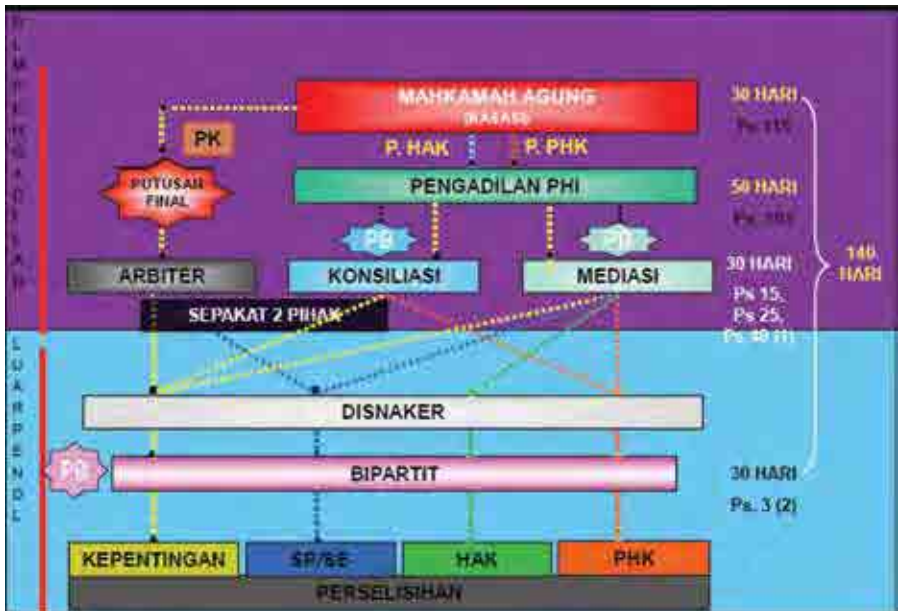 MAHKAMAH AGUNG
(KASASI)
30 HARI
PK
P. HAK
P. PHK
PUTUSAN
FINAL
PENGADILAN PHI
50 HARI
PB
ARBITER
KONSILIASI
MEDIASI
30 HARI
140
HARI
Ps 15,
Ps 25,
SEPAKAT 2 PIHAK
DISNAKER
PB
BIPARTIT
30 HARI
Ps. 3 (2)
KEPENTINGAN
HAK
PHK
PERSELISIHAN